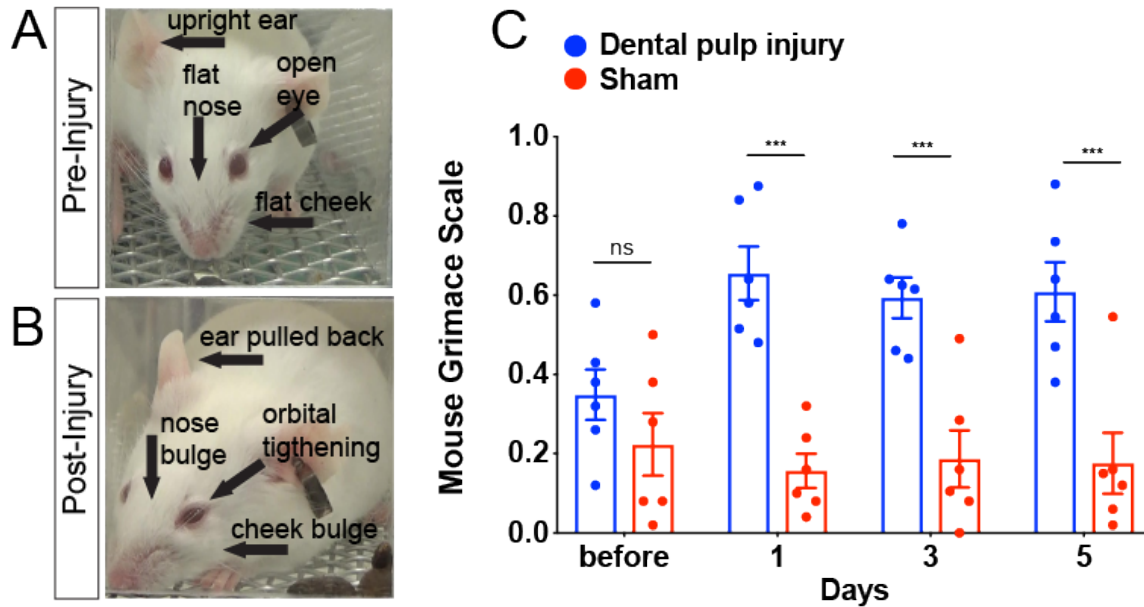 A
Pre-Injury
upright ear
flat
nose
open
eye
flat cheek
B
Post-Injury
ear pulled back
nose
bulge
orbital
tigthening
cheek bulge
C
Dental pulp injury
Sham
Mouse Grimace Scale
1.0
0.8
0.6
0.4
0.2
0.0
ns
***
***
***
before
1
3
5
Days